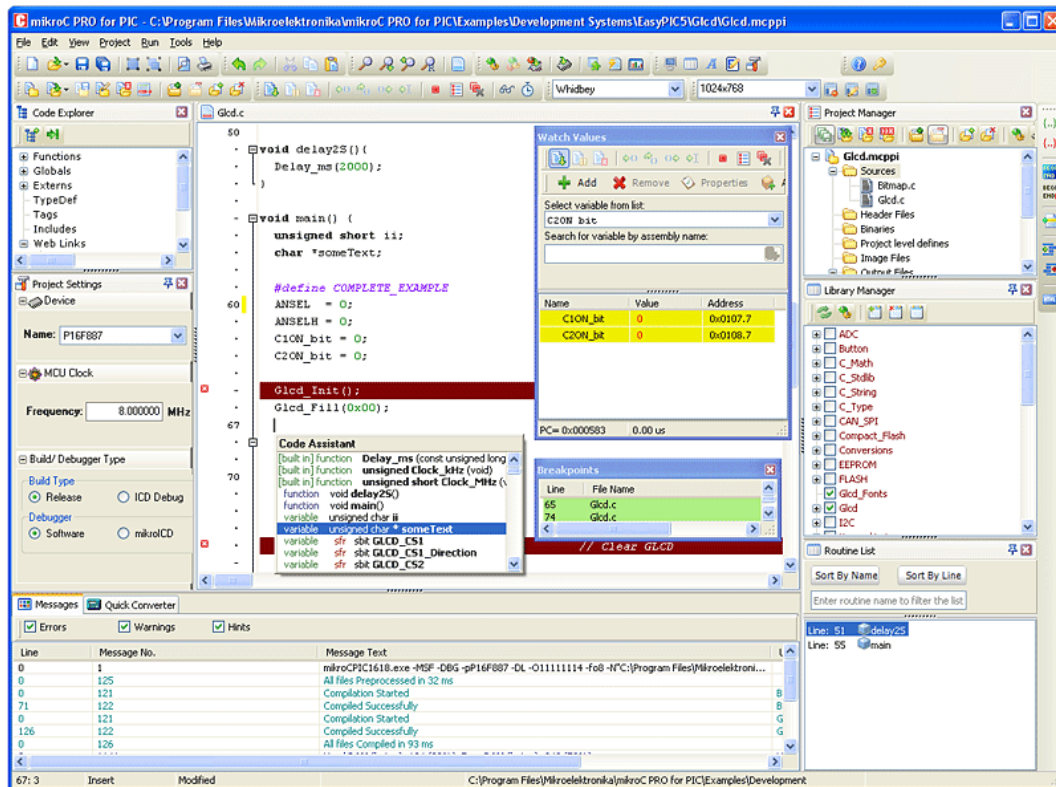 mikroC PRO for PIC - C:\Program Files\Mikroelektronika\mikroC PRO for PIC\Examples\Development Systems\EasyPIC5\Glcd\Glcd.mcppi
File Edit View Project Run Tools Help
Whidbey
1024x768
Code Explorer
Functions
Globals
Externs
TypeDef
Tags
Includes
Web Links
Project Settings
Device
Name: P16F887
MCU Clock
Frequency: 8.000000 MHz
Build/ Debugger Type
Build Type
Release ICD Debug
Debugger
Software mikroICD
Glcd.c
50
void delay2S(){
Delay_ms(2000);
}
void main() {
unsigned short ii;
char *someText;
#define COMPLETE_EXAMPLE
60 ANSEL = 0;
ANSELH = 0;
C1ON_bit = 0;
C2ON_bit = 0;
Glcd_Init();
Glcd_Fill(0x00);
67
70
// Clear GLCD
Code Assistant
[built in] function Delay_ms (const unsigned long
[built in] function unsigned Clock_kHz (void)
[built in] function unsigned short Clock_MHz (v
function void delay2S()
function void main()
variable unsigned char ii
variable unsigned char * someText
variable sfr sbit GLCD_CS1
variable sfr sbit GLCD_CS1_Direction
variable sfr sbit GLCD_CS2
Watch Values
Add Remove Properties A
Select variable from list:
C2ON_bit
Search for variable by assembly name:
Name Value Address
C1ON_bit 0 0x0107.7
C2ON_bit 0 0x0108.7
PC= 0x000583 0.00 us
Breakpoints
Line File Name
65 Glcd.c
74 Glcd.c
Project Manager
Glcd.mcppi
Sources
Bitmap.c
Glcd.c
Header Files
Binaries
Project level defines
Image Files
Output Files
Library Manager
ADC
Button
C_Math
C_Stdlib
C_String
C_Type
CAN_SPI
Compact_Flash
Conversions
EEPROM
FLASH
Glcd_Fonts
Glcd
I2C
Routine List
Sort By Name Sort By Line
Enter routine name to filter the list
Line: 51 delay2S
Line: 55 main
Messages Quick Converter
Errors Warnings Hints
Line Message No. Message Text
0 1 mikroCPIC1618.exe -MSF -DBG -pP16F887 -DL -O11111114 -fo8 -N"C:\Program Files\Mikroelektroni...
0 125 All files Preprocessed in 32 ms
0 121 Compilation Started B
71 122 Compiled Successfully B
0 121 Compilation Started G
126 122 Compiled Successfully G
0 126 All files Compiled in 93 ms
67: 3 Insert Modified C:\Program Files\Mikroelektronika\mikroC PRO for PIC\Examples\Development